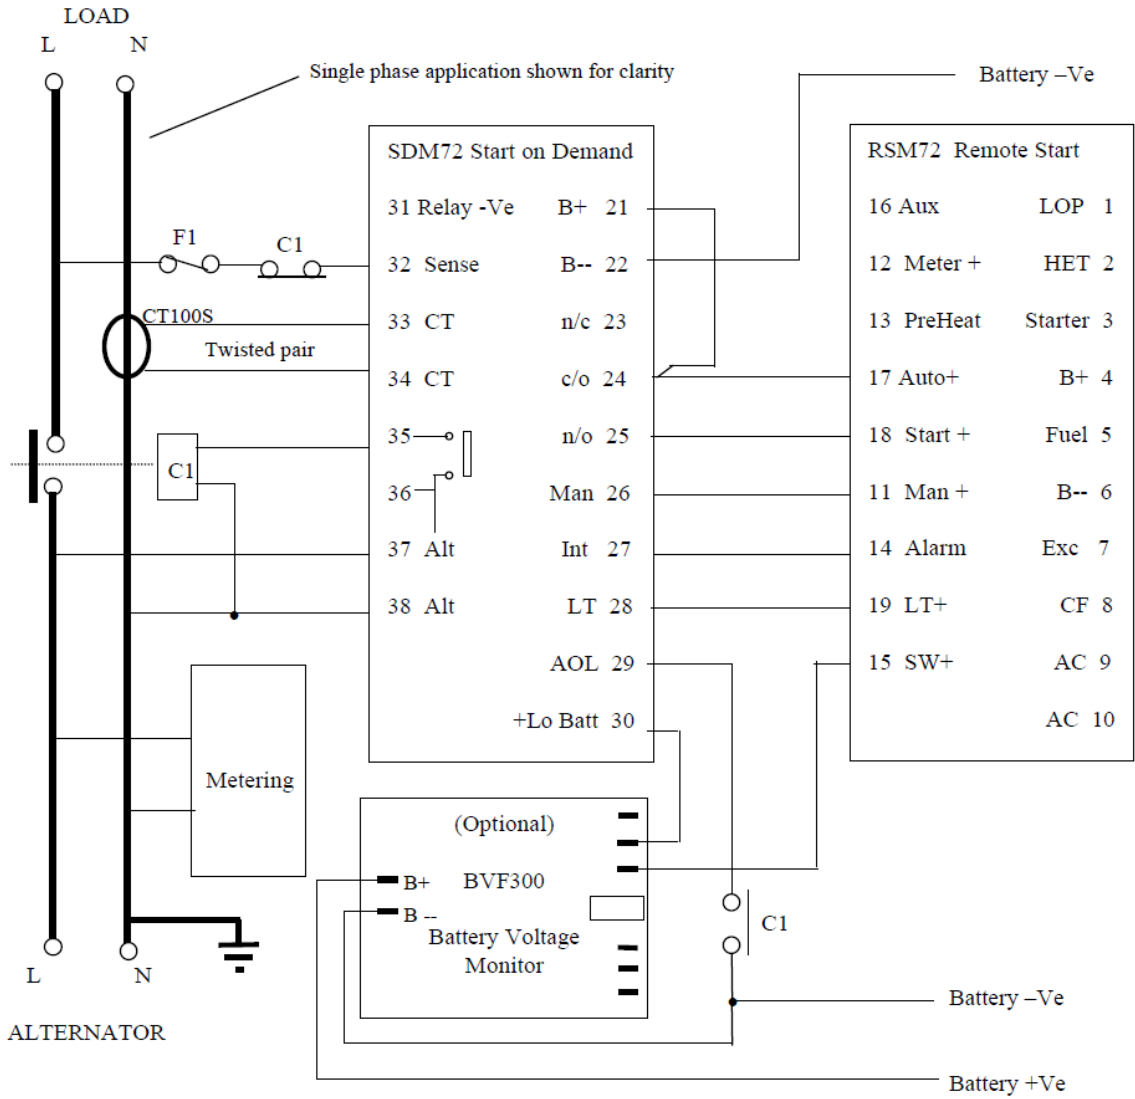 LOAD
L N
Single phase application shown for clarity
Battery –Ve
SDM72 Start on Demand
31 Relay -Ve B+ 21
32 Sense B-- 22
33 CT n/c 23
34 CT c/o 24
35 n/o 25
36 Man 26
37 Alt Int 27
38 Alt LT 28
AOL 29
+Lo Batt 30
RSM72 Remote Start
16 Aux LOP 1
12 Meter + HET 2
13 PreHeat Starter 3
17 Auto+ B+ 4
18 Start + Fuel 5
11 Man + B-- 6
14 Alarm Exc 7
19 LT+ CF 8
15 SW+ AC 9
AC 10
F1
C1
CT100S
Twisted pair
C1
Metering
(Optional)
B+ BVF300
B --
Battery Voltage
Monitor
C1
L N
ALTERNATOR
Battery –Ve
Battery +Ve